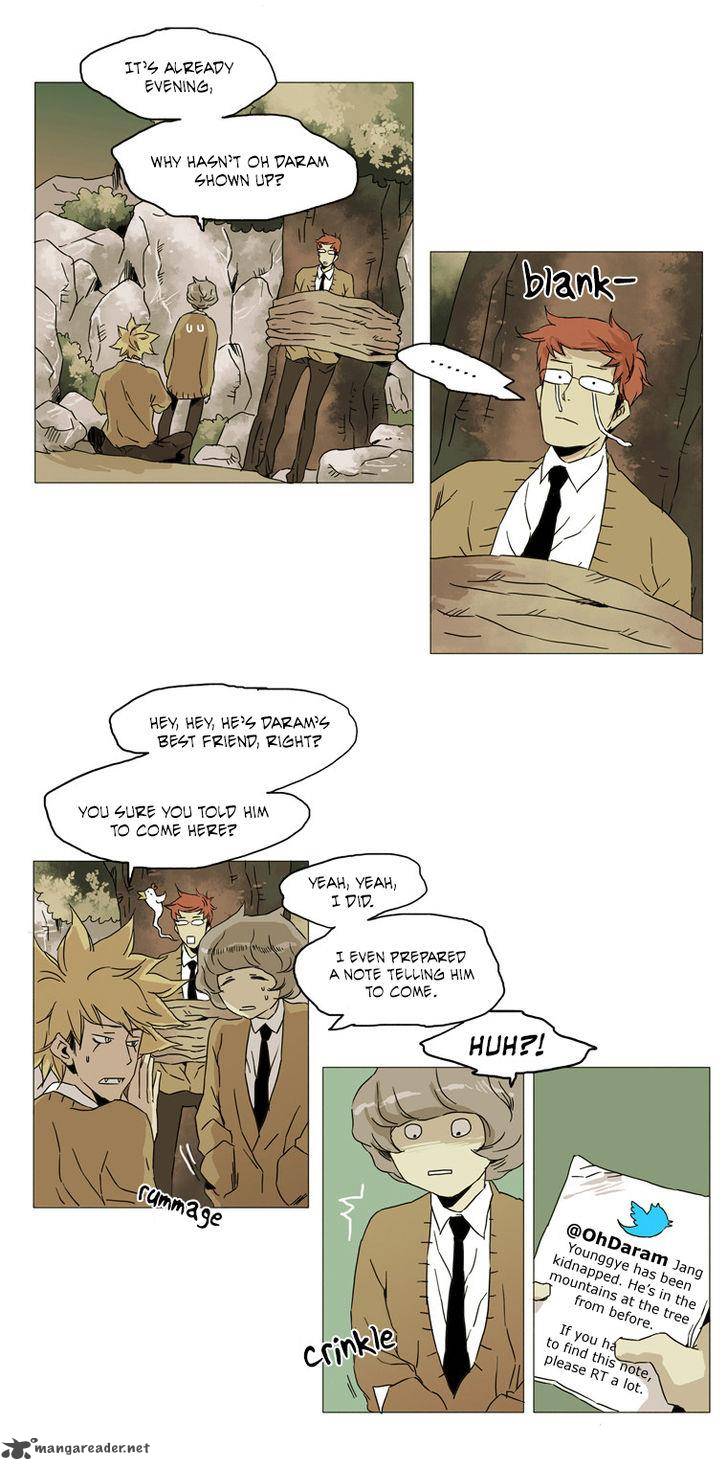 IT'S ALREADY
EVENING,
WHY HASN'T OH DARAM
SHOWN UP?
blank-
......
HEY, HEY, HE'S DARAM'S
BEST FRIEND, RIGHT?
YOU SURE YOU TOLD HIM
TO COME HERE?
YEAH, YEAH,
I DID.
I EVEN PREPARED
A NOTE TELLING HIM
TO COME.
rummage
HUH?!
crinkle
@OhDaram Jang
Younggye has been
kidnapped. He's in the
mountains at the tree
from before.
If you ha
to find this note,
please RT a lot.
mangareader.net